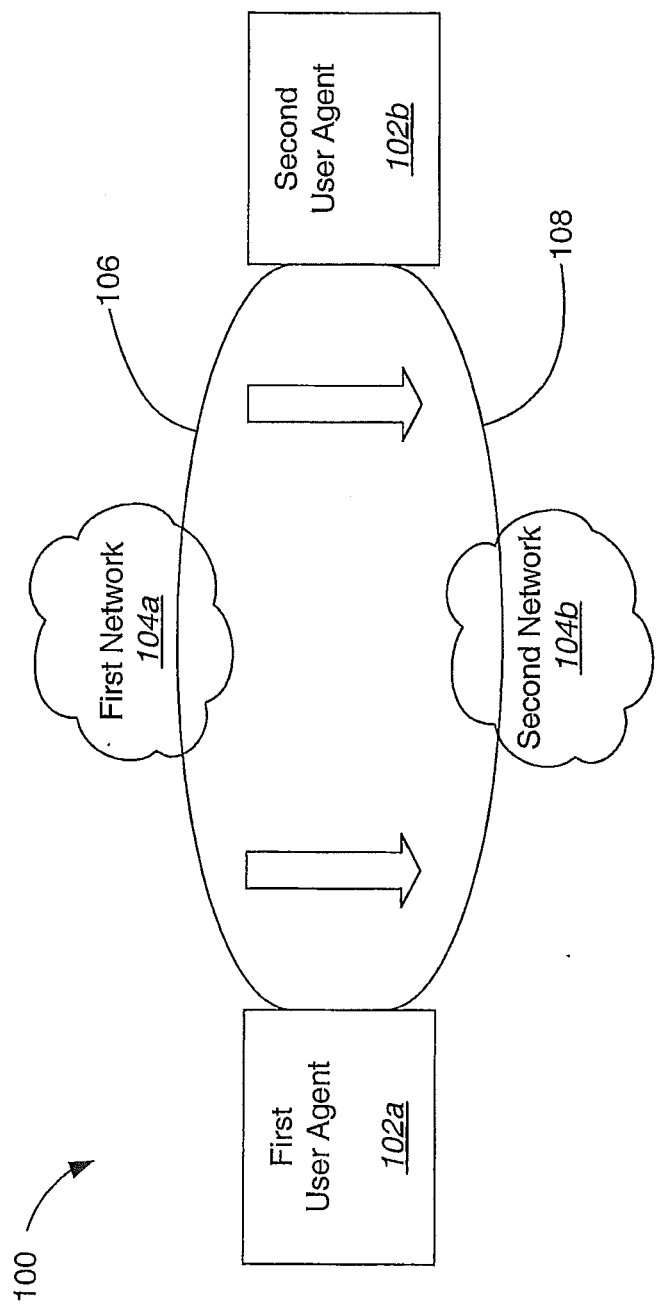 100
First
User Agent
102a
First Network
104a
106
Second Network
104b
108
Second
User Agent
102b